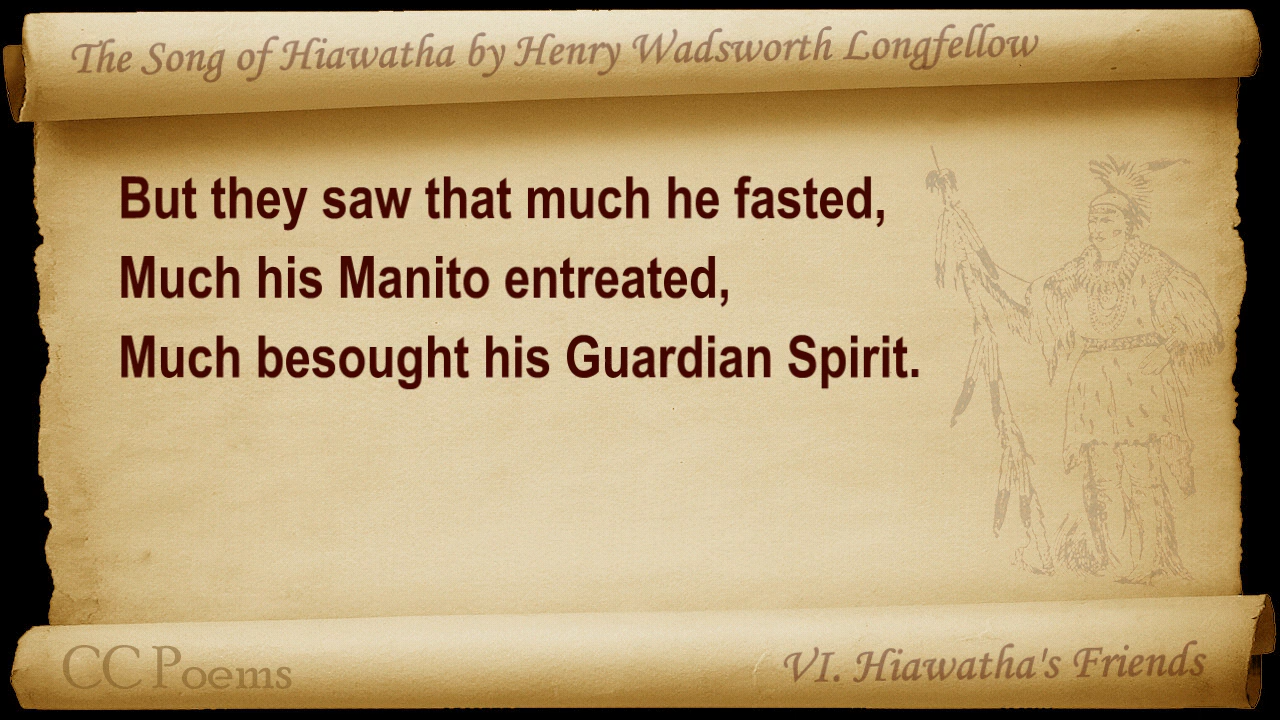 The Song of Hiawatha by Henry Wadsworth Longfellow
But they saw that much he fasted,
Much his Manito entreated,
Much besought his Guardian Spirit.
CC Poems
VI. Hiawatha's Friends